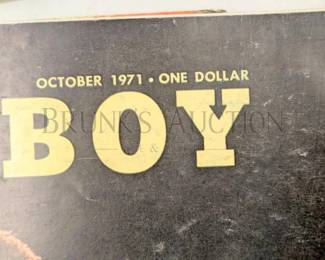 OCTOBER 1971 • ONE DOLLAR
BRUNK'S AUCTION
BOY